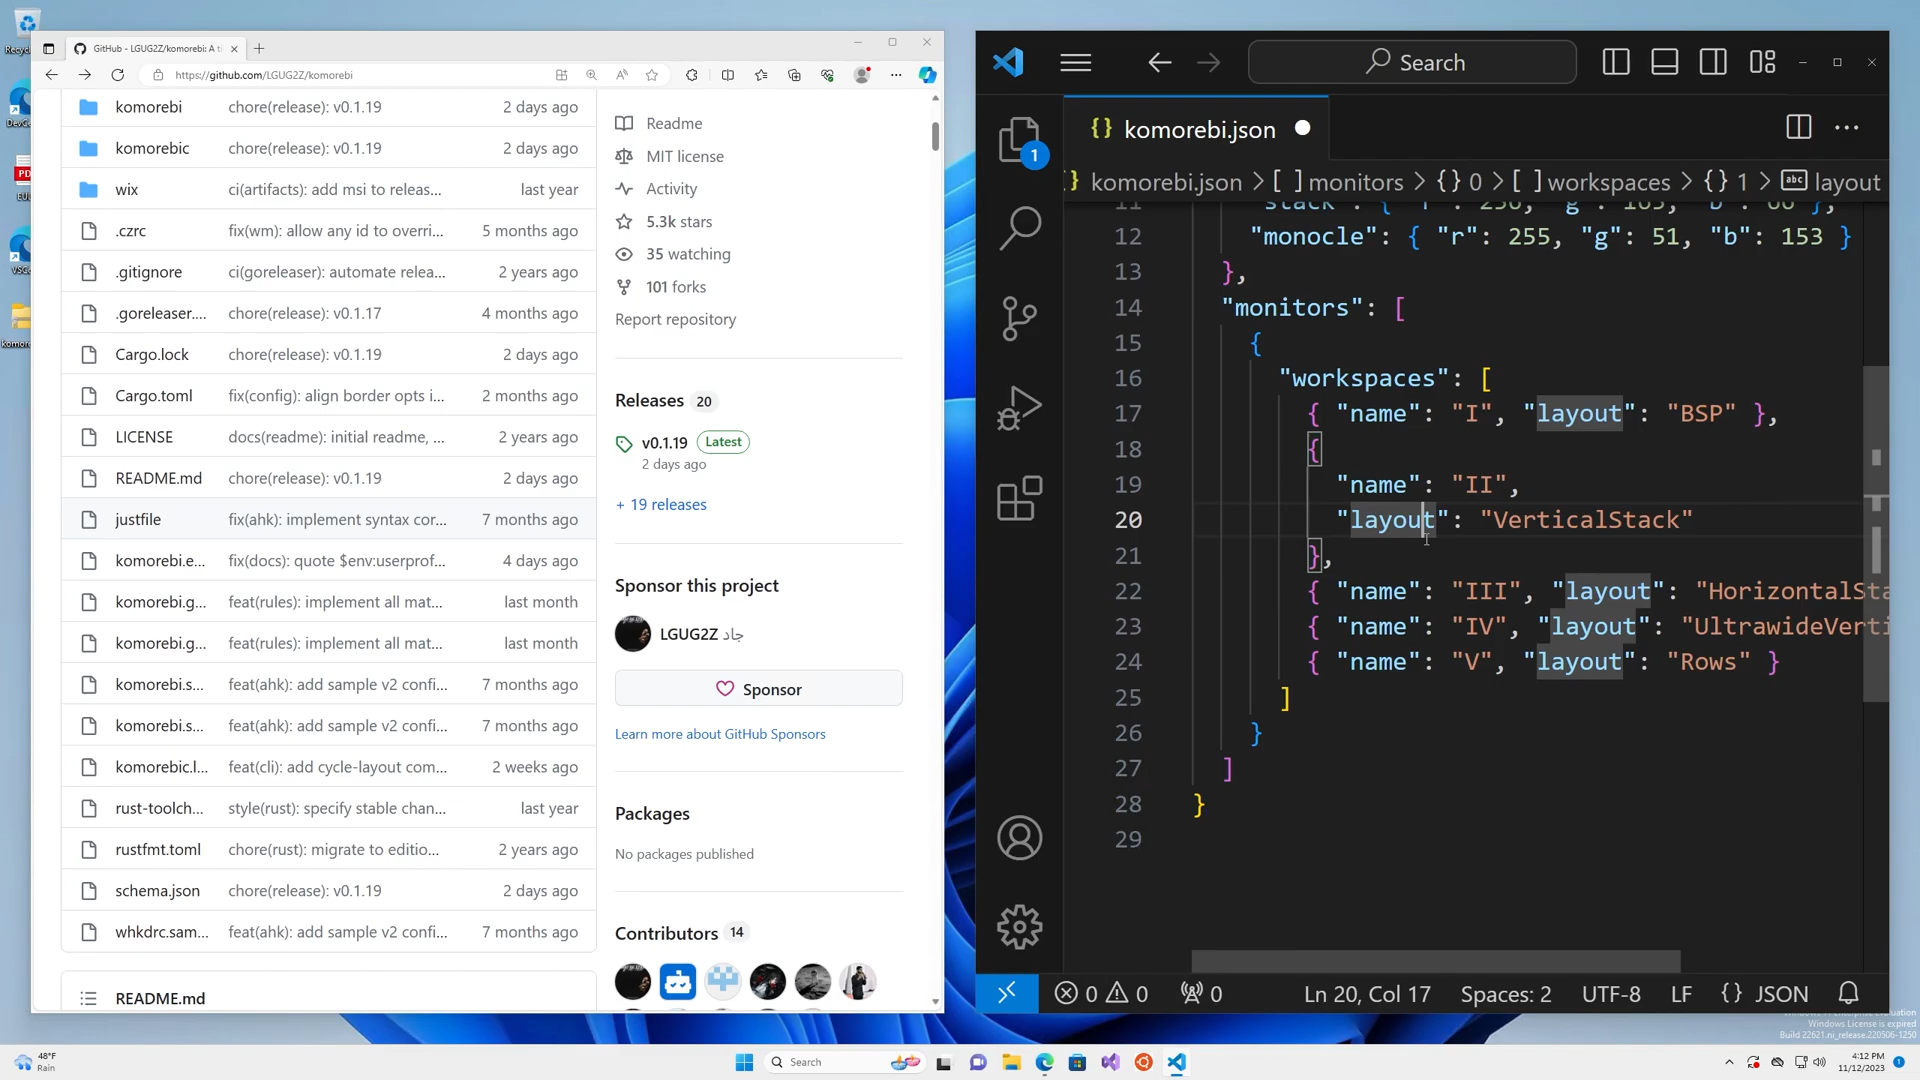 GitHub - LGUG2Z/komorebi: A ti
https://github.com/LGUG2Z/komorebi
komorebi chore(release): v0.1.19 2 days ago
komorebic chore(release): v0.1.19 2 days ago
wix ci(artifacts): add msi to releas... last year
.czrc fix(wm): allow any id to overri... 5 months ago
.gitignore ci(goreleaser): automate relea... 2 years ago
.goreleaser.... chore(release): v0.1.17 4 months ago
Cargo.lock chore(release): v0.1.19 2 days ago
Cargo.toml fix(config): align border opts i... 2 months ago
LICENSE docs(readme): initial readme, ... 2 years ago
README.md chore(release): v0.1.19 2 days ago
justfile fix(ahk): implement syntax cor... 7 months ago
komorebi.e... fix(docs): quote $env:userprof... 4 days ago
komorebi.g... feat(rules): implement all mat... last month
komorebi.g... feat(rules): implement all mat... last month
komorebi.s... feat(ahk): add sample v2 confi... 7 months ago
komorebi.s... feat(ahk): add sample v2 confi... 7 months ago
komorebic.l... feat(cli): add cycle-layout com... 2 weeks ago
rust-toolch... style(rust): specify stable chan... last year
rustfmt.toml chore(rust): migrate to editio... 2 years ago
schema.json chore(release): v0.1.19 2 days ago
whkdrc.sam... feat(ahk): add sample v2 confi... 7 months ago
README.md
Readme
MIT license
Activity
5.3k stars
35 watching
101 forks
Report repository
Releases 20
v0.1.19 Latest
2 days ago
+ 19 releases
Sponsor this project
LGUG2Z جاد
Sponsor
Learn more about GitHub Sponsors
Packages
No packages published
Contributors 14
Search
1
{} komorebi.json
komorebi.json > [ ] monitors > {} 0 > [ ] workspaces > {} 1 > abc layout
12 "monocle": { "r": 255, "g": 51, "b": 153 }
13 },
14 "monitors": [
15 {
16 "workspaces": [
17 { "name": "I", "layout": "BSP" },
18 {
19 "name": "II",
20 "layout": "VerticalStack"
21 },
22 { "name": "III", "layout": "HorizontalSta
23 { "name": "IV", "layout": "UltrawideVerti
24 { "name": "V", "layout": "Rows" }
25 ]
26 }
27 ]
28 }
29
0 0 0 Ln 20, Col 17 Spaces: 2 UTF-8 LF {} JSON
Windows License is expired
Build 22621.ni_release.220506-1250
48°F
Rain
Search
4:12 PM
11/12/2023
1